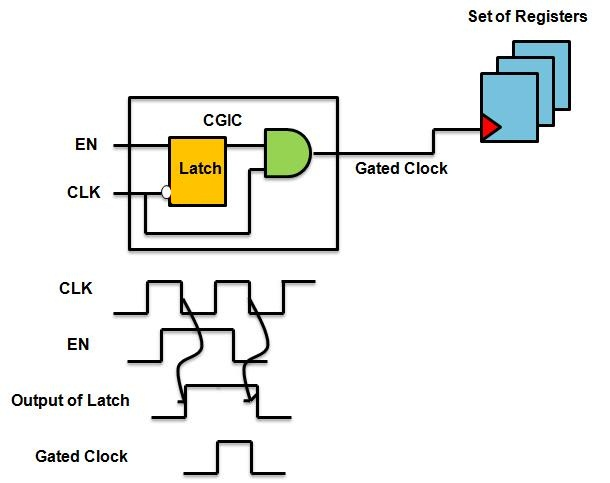 Set of Registers
CGIC
EN
Latch
CLK
Gated Clock
CLK
EN
Output of Latch
Gated Clock